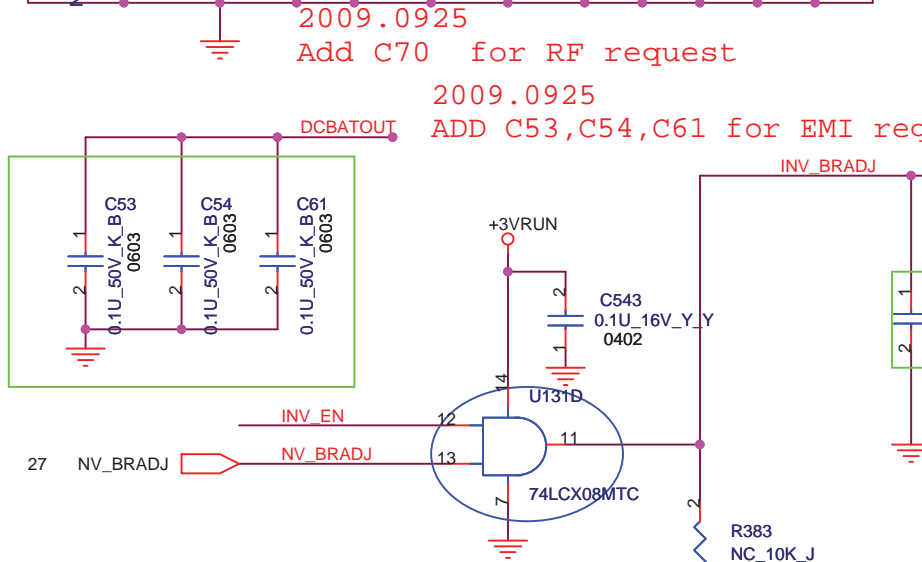 2
2009.0925
Add C70 for RF request
2009.0925
ADD C53,C54,C61 for EMI req
DCBATOUT
INV_BRADJ
C53
C54
C61
0.1U_50V_K_B
0603
0.1U_50V_K_B
0603
0.1U_50V_K_B
0603
1
1
1
2
2
2
+3VRUN
2
C543
0.1U_16V_Y_Y
0402
1
1
2
14
U131D
INV_EN
12
11
27 NV_BRADJ
NV_BRADJ
13
7
74LCX08MTC
2
R383
NC_10K_J